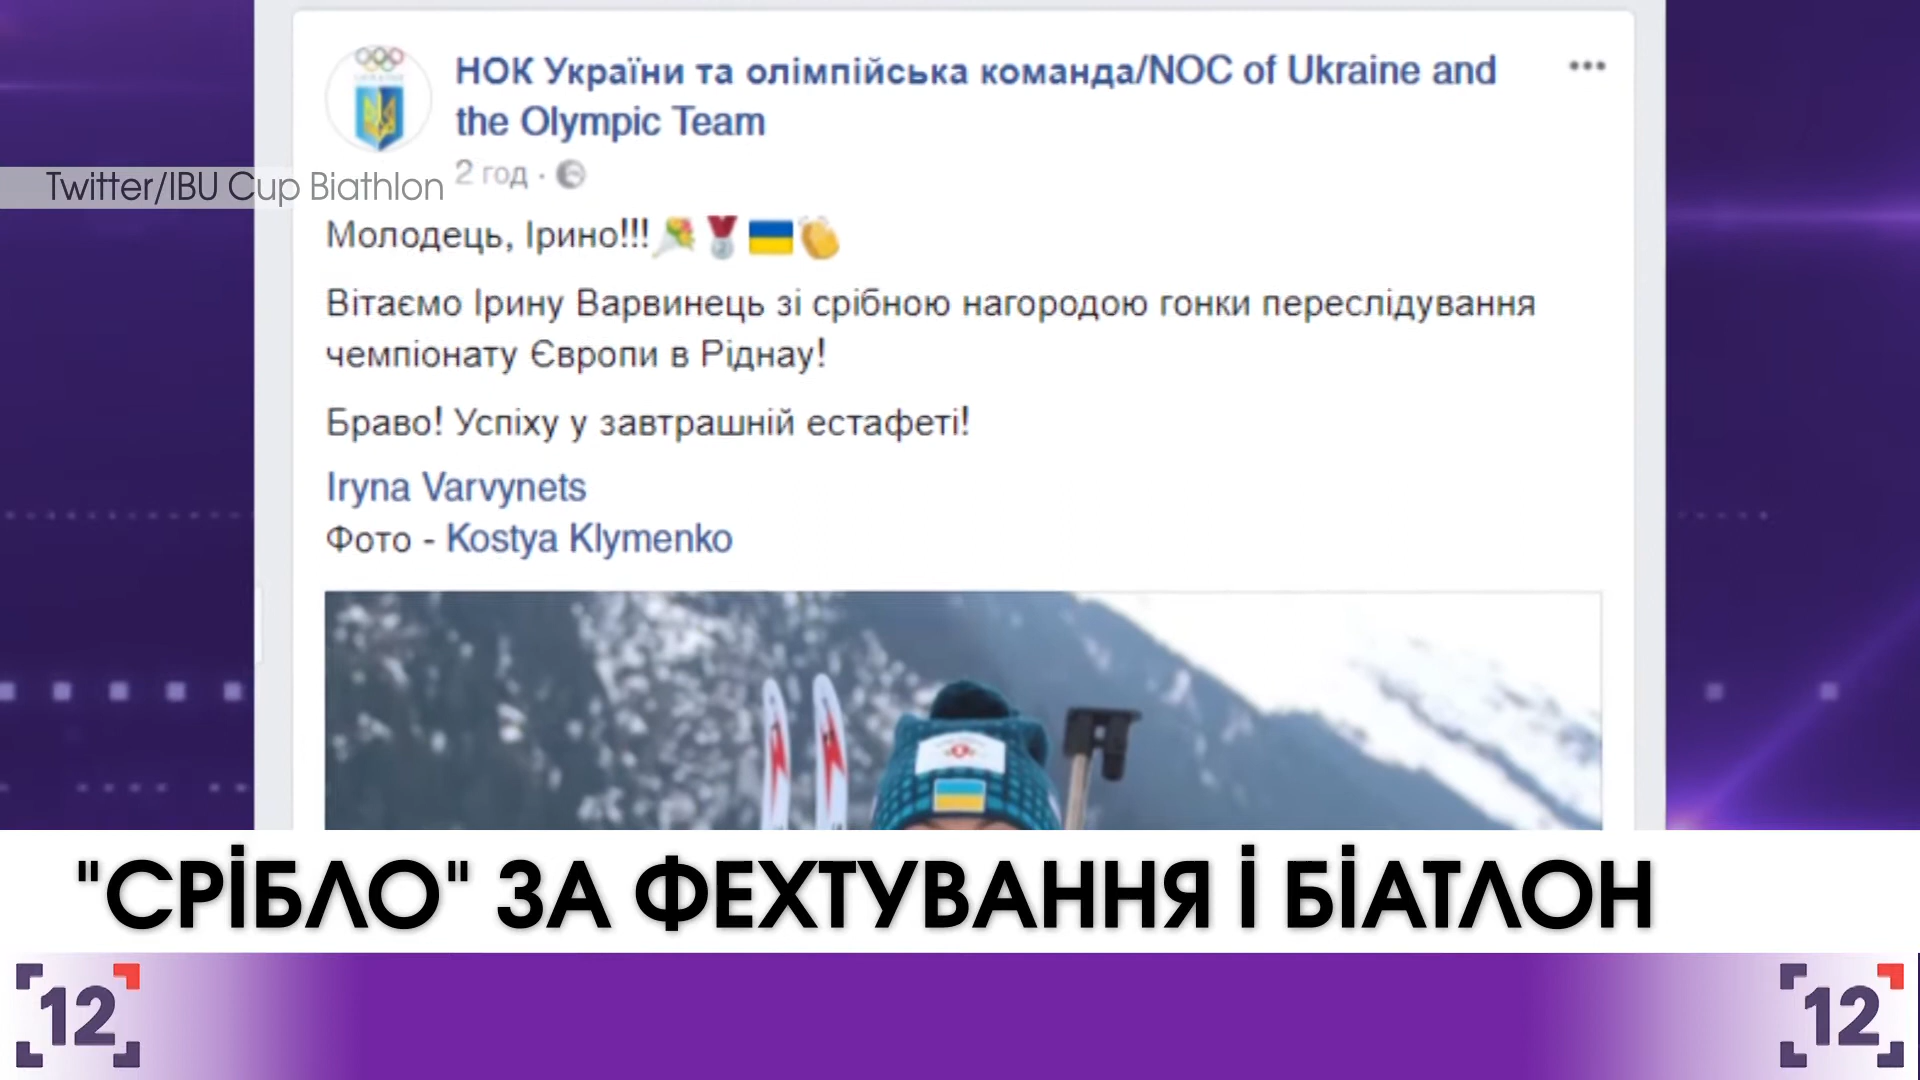 НОК України та олімпійська команда/NOC of Ukraine and
the Olympic Team
2 год ·
Twitter/IBU Cup Biathlon
Молодець, Ірино!!!
Вітаємо Ірину Варвинець зі срібною нагородою гонки переслідування
чемпіонату Європи в Ріднау!
Браво! Успіху у завтрашній естафеті!
Iryna Varvynets
Фото - Kostya Klymenko
"СРІБЛО" ЗА ФЕХТУВАННЯ І БІАТЛОН
12
12